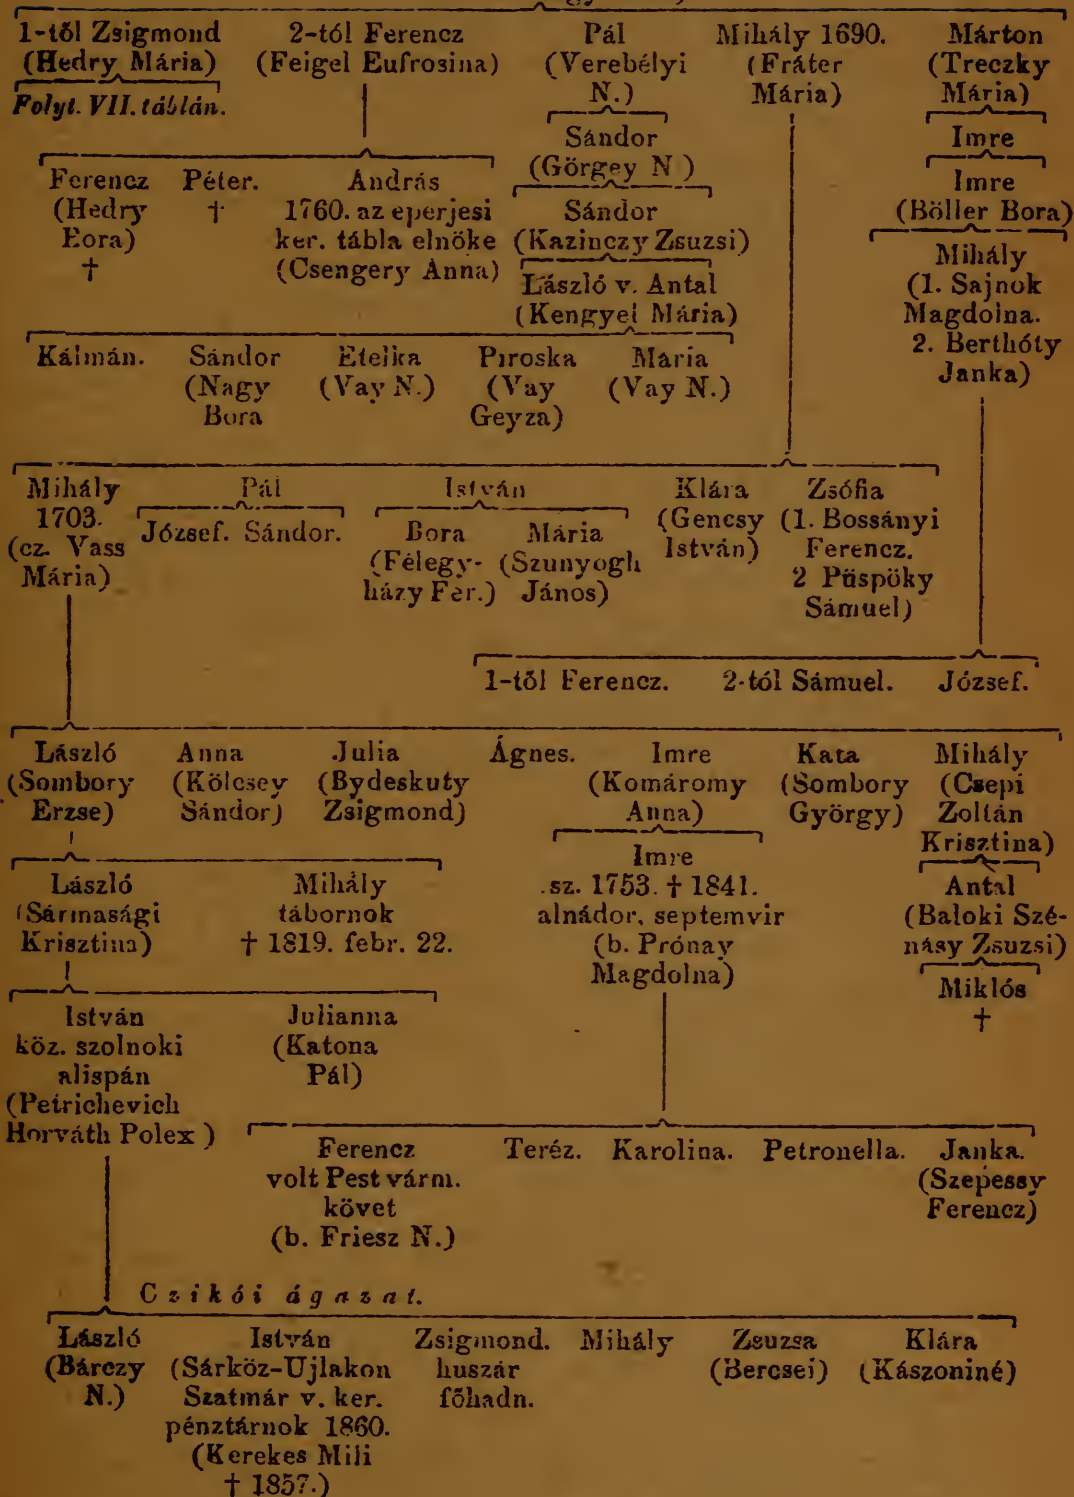 1-től Zsigmond 2-tól Ferencz Pál Mihály 1690. Márton
(Hedry Mária) (Feigel Eufrosina) (Verebélyi (Fráter (Treczky
Folyt. VII. táblán. N.) Mária) Mária)
Sándor Imre
(Görgey N.)
Ferencz Péter. András Sándor Imre
(Hedry † 1760. az eperjesi (Kazinczy Zsuzsi) (Böller Bora)
Bora) ker. tábla elnöke László v. Antal Mihály
† (Csengery Anna) (Kengyel Mária) (1. Sajnok
Magdolna.
2. Berthóty
Janka)
Kálmán. Sándor Etelka Piroska Mária
(Nagy (Vay N.) (Vay (Vay N.)
Bora Geyza)
Mihály Pál István Klára Zsófia
1703. József. Sándor. Bora Mária (Gencsy (1. Bossányi
(cz. Vass (Félegy- (Szunyogh István) Ferencz.
Mária) házy Fer.) János) 2 Püspöky
Sámuel)
1-től Ferencz. 2-tól Sámuel. József.
László Anna Julia Ágnes. Imre Kata Mihály
(Sombory (Kölcsey (Bydeskuty (Komáromy (Sombory (Csepi
Erzse) Sándor) Zsigmond) Anna) György) Zoltán
Krisztina)
László Mihály Imre Antal
(Sármasági tábornok sz. 1753. † 1841. (Baloki Szé-
Krisztina) † 1819. febr. 22. alnádor, septemvir násy Zsuzsi)
(b. Prónay Miklós
Magdolna) †
István Julianna
köz. szolnoki (Katona
alispán Pál)
(Petrichevich
Horváth Polex )
Ferencz Teréz. Karolina. Petronella. Janka.
volt Pest várm. (Szepessy
követ Ferencz)
(b. Friesz N.)
Czikói ágazat.
László István Zsigmond. Mihály Zsuzsa Klára
(Bárczy (Sárköz-Ujlakon huszár (Bercsei) (Kászoniné)
N.) Szatmár v. ker. főhadn.
pénztárnok 1860.
(Kerekes Mili
† 1857.)